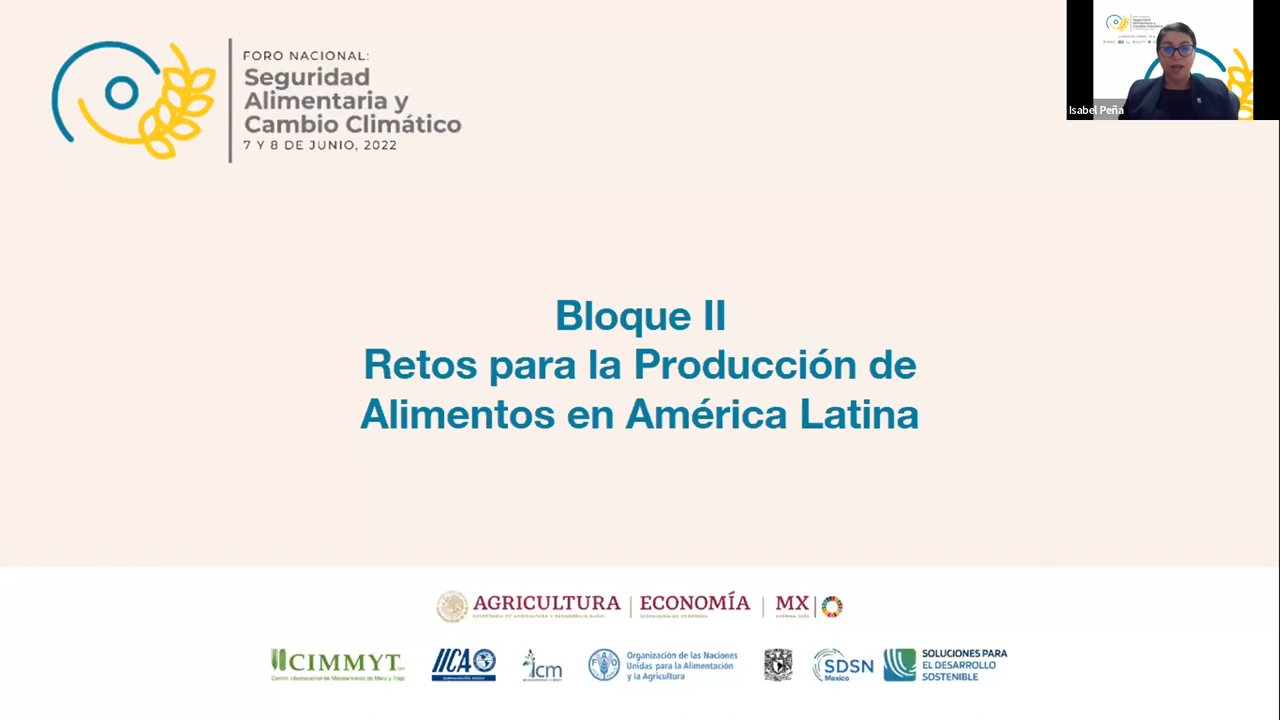 FORO NACIONAL:
Seguridad
Alimentaria y
Cambio Climático
7 Y 8 DE JUNIO, 2022
Isabel Peña
Bloque II
Retos para la Producción de
Alimentos en América Latina
AGRICULTURA ECONOMÍA MX
CIMMYT
IICA
icm
FAO
Organización de las Naciones
Unidas para la Alimentación
y la Agricultura
SDSN
Mexico
SOLUCIONES PARA
EL DESARROLLO
SOSTENIBLE